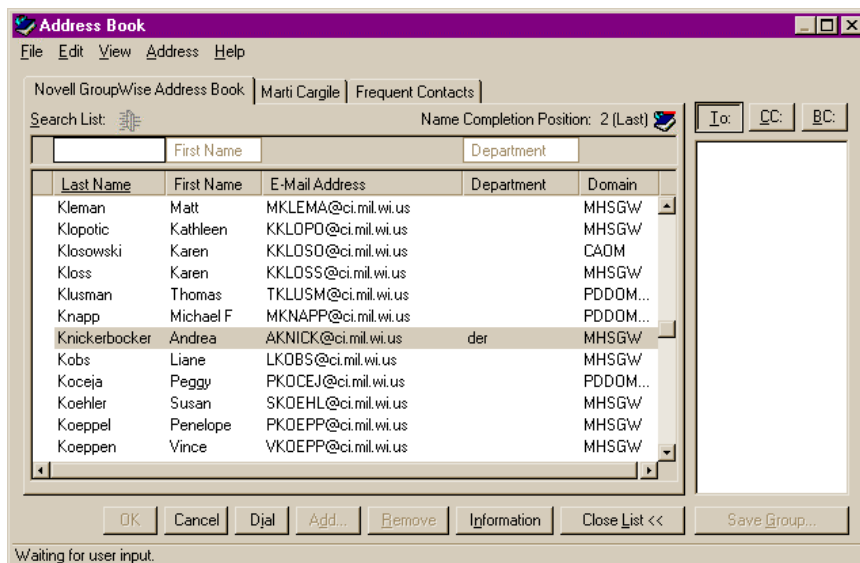 Address Book
File Edit View Address Help
Novell GroupWise Address Book Marti Cargile Frequent Contacts
Search List: Name Completion Position: 2 (Last) To: CC: BC:
First Name Department
Last Name First Name E-Mail Address Department Domain
Kleman Matt MKLEMA@ci.mil.wi.us MHSGW
Klopotic Kathleen KKLOPO@ci.mil.wi.us MHSGW
Klosowski Karen KKLOSO@ci.mil.wi.us CAOM
Kloss Karen KKLOSS@ci.mil.wi.us MHSGW
Klusman Thomas TKLUSM@ci.mil.wi.us PDDOM...
Knapp Michael F MKNAPP@ci.mil.wi.us PDDOM...
Knickerbocker Andrea AKNICK@ci.mil.wi.us der MHSGW
Kobs Liane LKOBS@ci.mil.wi.us MHSGW
Koceja Peggy PKOCEJ@ci.mil.wi.us PDDOM...
Koehler Susan SKOEHL@ci.mil.wi.us MHSGW
Koeppel Penelope PKOEPP@ci.mil.wi.us MHSGW
Koeppen Vince VKOEPP@ci.mil.wi.us MHSGW
OK Cancel Dial Add... Remove Information Close List << Save Group...
Waiting for user input.